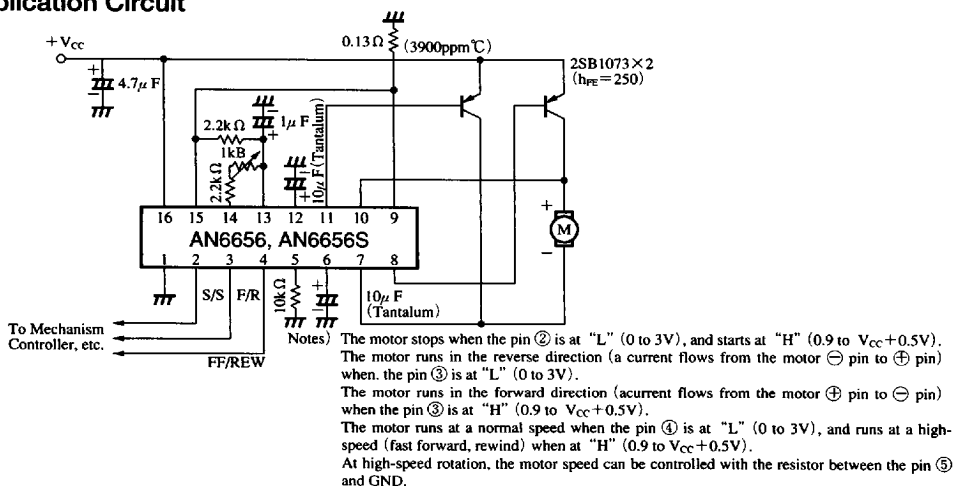 plication Circuit
+VCC
0.13Ω (3900ppm℃)
2SB1073×2
(hFE=250)
4.7μF
1μF
10μF(Tantalum)
2.2kΩ
1kB
2.2kΩ
16 15 14 13 12 11 10 9
AN6656, AN6656S
1 2 3 4 5 6 7 8
+
M
−
S/S F/R
10kΩ
10μF
(Tantalum)
To Mechanism
Controller, etc.
FF/REW
Notes) The motor stops when the pin ② is at “L” (0 to 3V), and starts at “H” (0.9 to VCC+0.5V).
The motor runs in the reverse direction (a current flows from the motor ⊖ pin to ⊕ pin)
when. the pin ③ is at “L” (0 to 3V).
The motor runs in the forward direction (acurrent flows from the motor ⊕ pin to ⊖ pin)
when the pin ③ is at “H” (0.9 to VCC+0.5V).
The motor runs at a normal speed when the pin ④ is at “L” (0 to 3V), and runs at a high-
speed (fast forward, rewind) when at “H” (0.9 to VCC+0.5V).
At high-speed rotation, the motor speed can be controlled with the resistor between the pin ⑤
and GND.